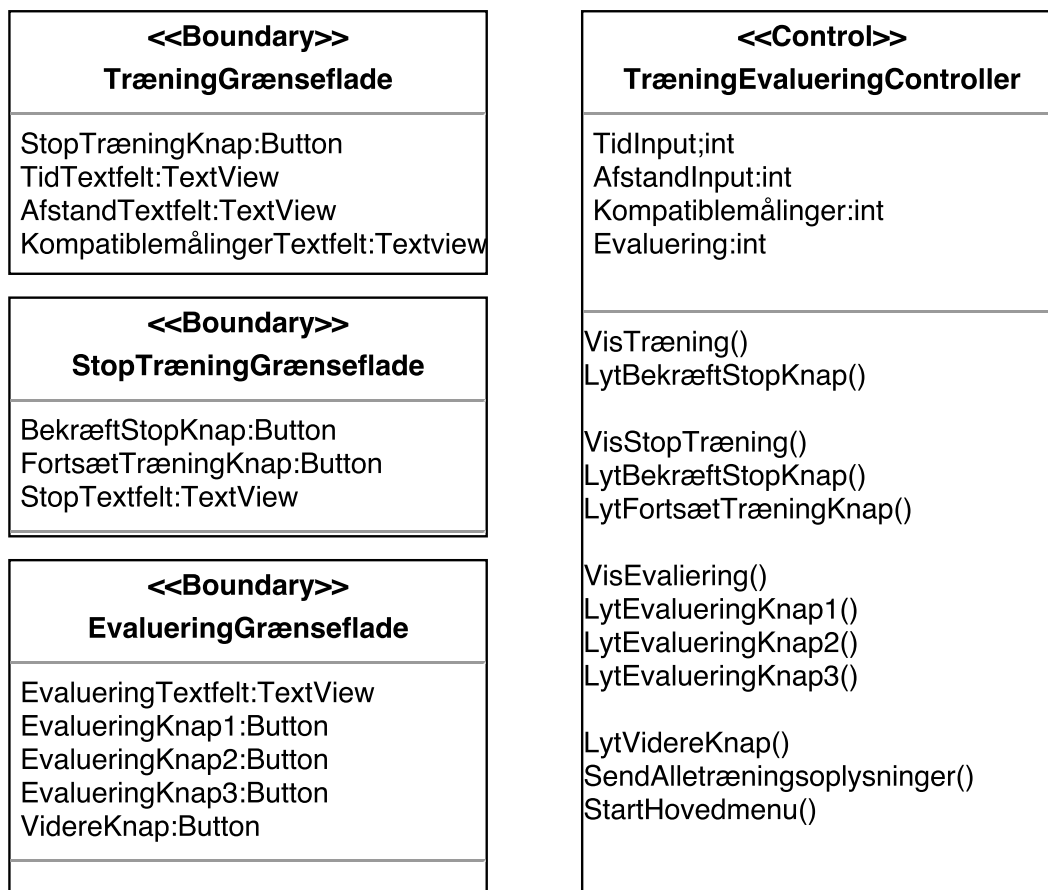 <<Boundary>>
TræningGrænseflade
StopTræningKnap:Button
TidTextfelt:TextView
AfstandTextfelt:TextView
KompatiblemålingerTextfelt:Textview
<<Boundary>>
StopTræningGrænseflade
BekræftStopKnap:Button
FortsætTræningKnap:Button
StopTextfelt:TextView
<<Boundary>>
EvalueringGrænseflade
EvalueringTextfelt:TextView
EvalueringKnap1:Button
EvalueringKnap2:Button
EvalueringKnap3:Button
VidereKnap:Button
<<Control>>
TræningEvalueringController
TidInput;int
AfstandInput:int
Kompatiblemålinger:int
Evaluering:int
VisTræning()
LytBekræftStopKnap()
VisStopTræning()
LytBekræftStopKnap()
LytFortsætTræningKnap()
VisEvaliering()
LytEvalueringKnap1()
LytEvalueringKnap2()
LytEvalueringKnap3()
LytVidereKnap()
SendAlletræningsoplysninger()
StartHovedmenu()